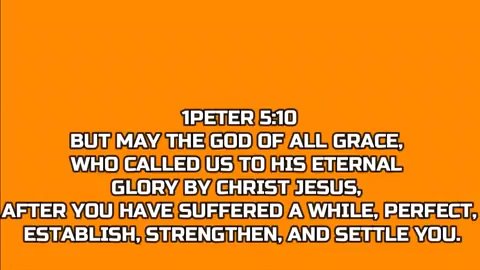 1PETER 5:10
BUT MAY THE GOD OF ALL GRACE,
WHO CALLED US TO HIS ETERNAL
GLORY BY CHRIST JESUS,
AFTER YOU HAVE SUFFERED A WHILE, PERFECT,
ESTABLISH, STRENGTHEN, AND SETTLE YOU.